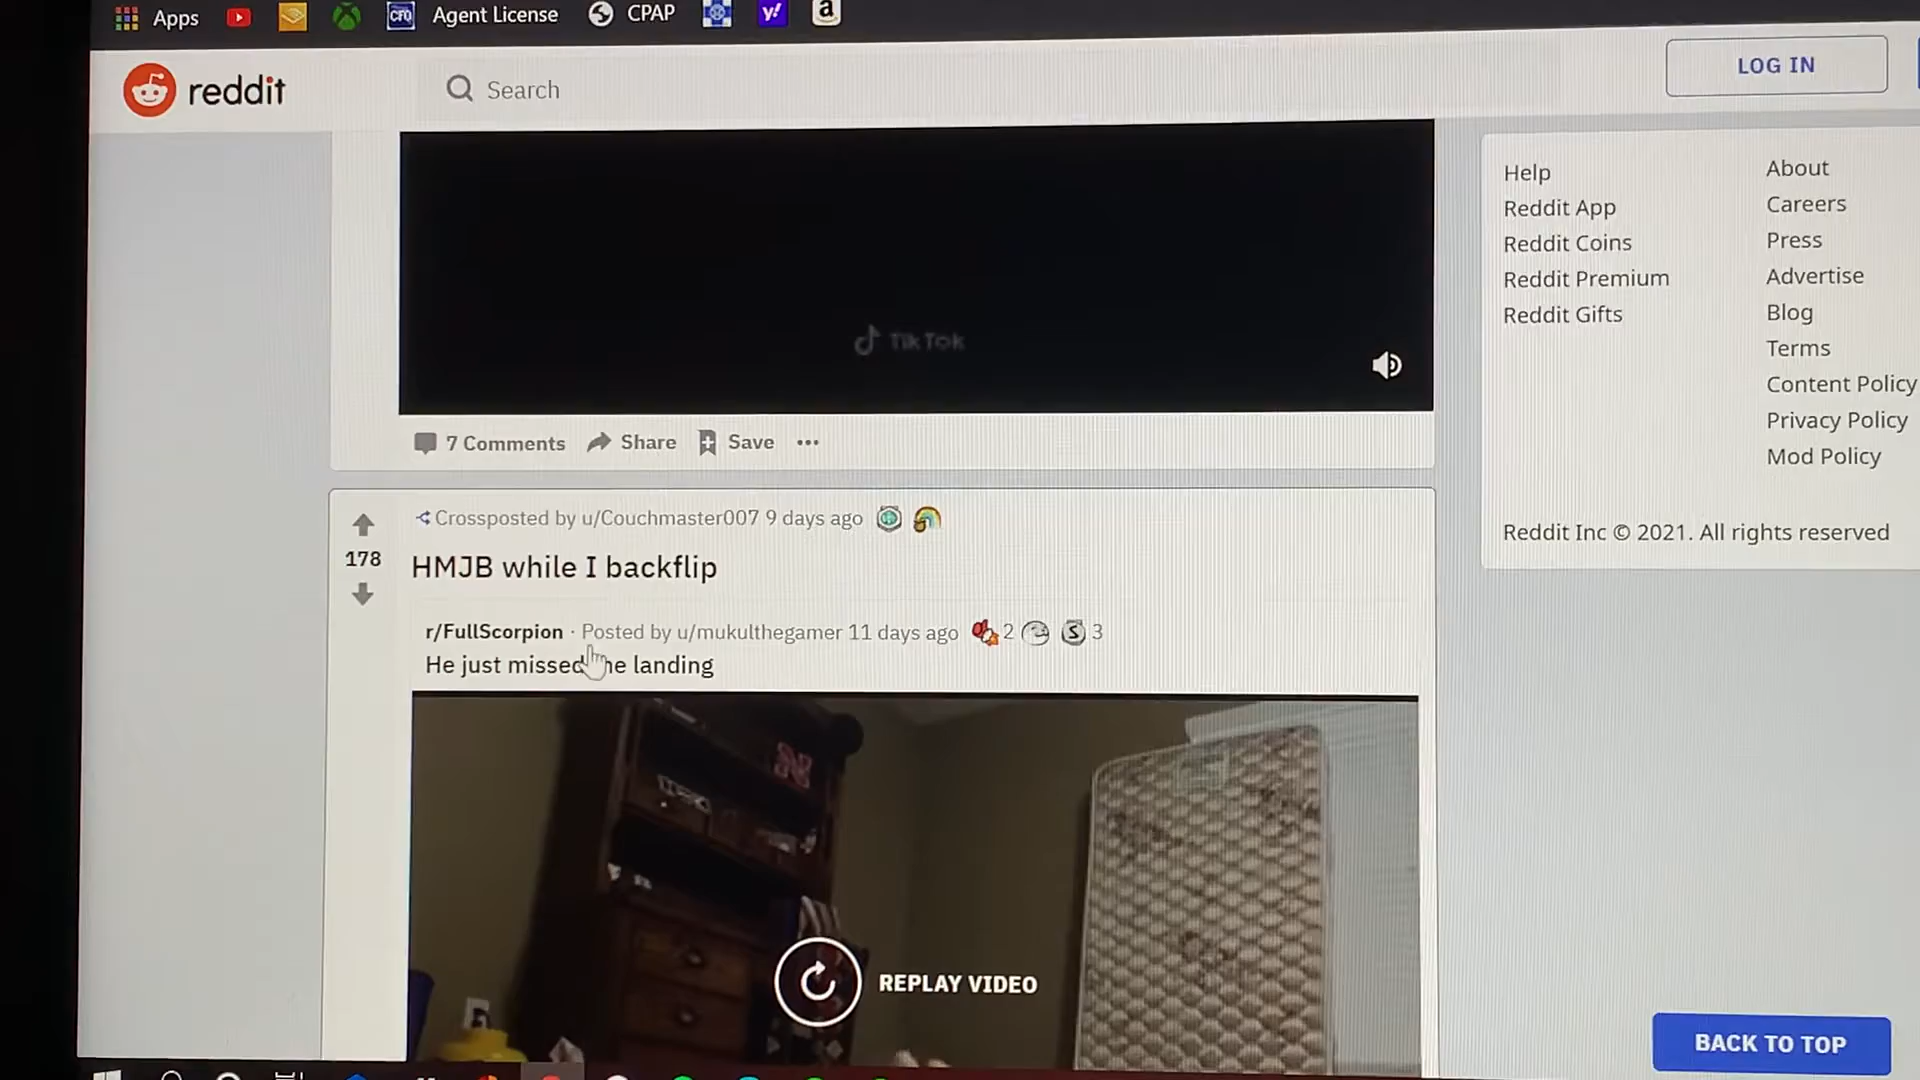 Apps CFO Agent License CPAP y! a
reddit Search LOG IN
TikTok
7 Comments Share Save
Crossposted by u/Couchmaster007 9 days ago
178
HMJB while I backflip
r/FullScorpion · Posted by u/mukulthegamer 11 days ago 2 S 3
He just missed he landing
REPLAY VIDEO
Help
Reddit App
Reddit Coins
Reddit Premium
Reddit Gifts
About
Careers
Press
Advertise
Blog
Terms
Content Policy
Privacy Policy
Mod Policy
Reddit Inc © 2021. All rights reserved
BACK TO TOP